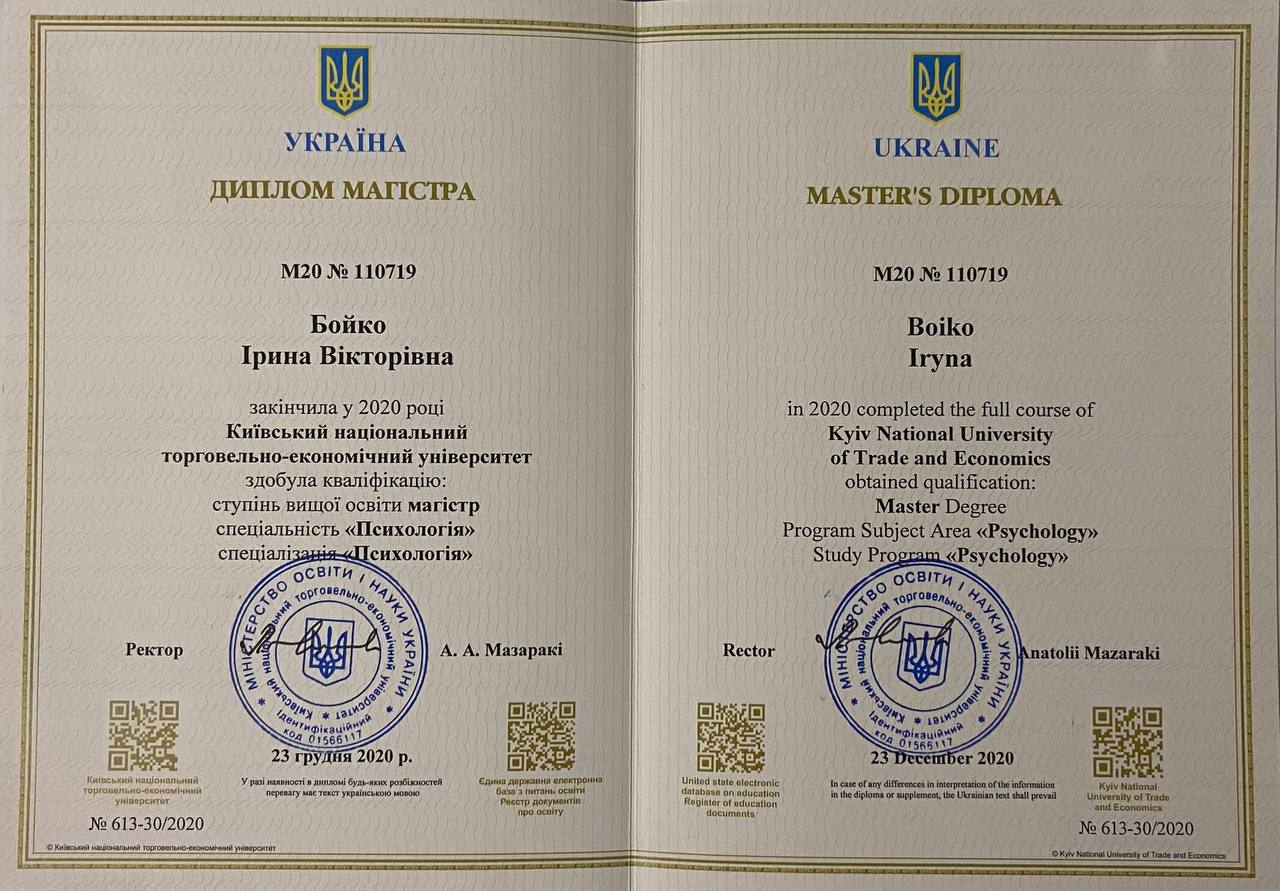 УКРАЇНА
ДИПЛОМ МАГІСТРА
М20 № 110719
Бойко
Ірина Вікторівна
закінчила у 2020 році
Київський національний
торговельно-економічний університет
здобула кваліфікацію:
ступінь вищої освіти магістр
спеціальність «Психологія»
спеціалізація «Психологія»
МІНІСТЕРСТВО ОСВІТИ І НАУКИ УКРАЇНИ
Київський національний торговельно-економічний університет
Ідентифікаційний
код 01566117
Ректор
А. А. Мазаракі
23 грудня 2020 р.
Київський національний
торговельно-економічний
університет
У разі наявності в дипломі будь-яких розбіжностей
перевагу має текст українською мовою
Єдина державна електронна
база з питань освіти
Реєстр документів
про освіту
№ 613-30/2020
© Київський національний торговельно-економічний університет
UKRAINE
MASTER'S DIPLOMA
M20 № 110719
Boiko
Iryna
in 2020 completed the full course of
Kyiv National University
of Trade and Economics
obtained qualification:
Master Degree
Program Subject Area «Psychology»
Study Program «Psychology»
МІНІСТЕРСТВО ОСВІТИ І НАУКИ УКРАЇНИ
Київський національний торговельно-економічний університет
Ідентифікаційний
код 01566117
Rector
Anatolii Mazaraki
23 December 2020
United state electronic
database on education
Register of education
documents
In case of any differences in interpretation of the information
in the diploma or supplement, the Ukrainian text shall prevail
Kyiv National
University of Trade
and Economics
№ 613-30/2020
© Kyiv National University of Trade and Economics